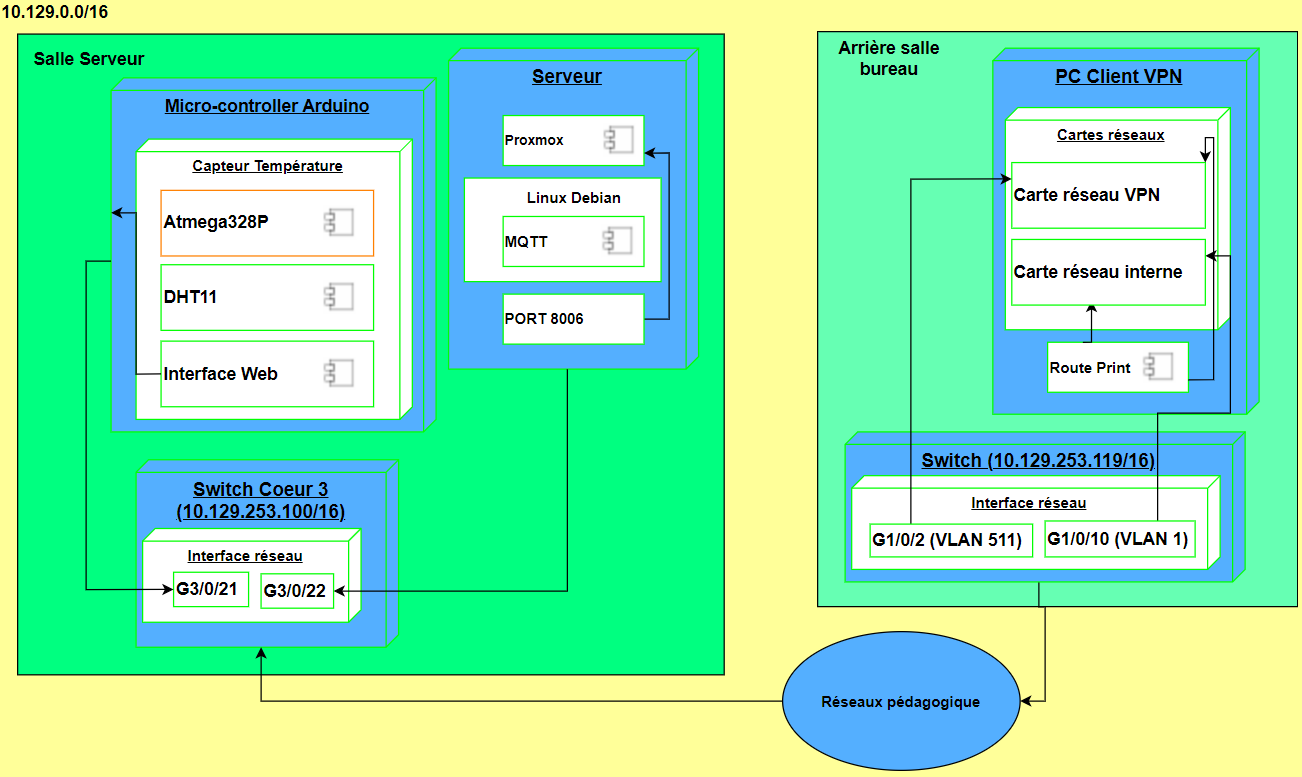 10.129.0.0/16
Salle Serveur
Micro-controller Arduino
Capteur Température
Atmega328P
DHT11
Interface Web
Serveur
Proxmox
Linux Debian
MQTT
PORT 8006
Switch Coeur 3
(10.129.253.100/16)
Interface réseau
G3/0/21
G3/0/22
Arrière salle
bureau
PC Client VPN
Cartes réseaux
Carte réseau VPN
Carte réseau interne
Route Print
Switch (10.129.253.119/16)
Interface réseau
G1/0/2 (VLAN 511)
G1/0/10 (VLAN 1)
Réseaux pédagogique